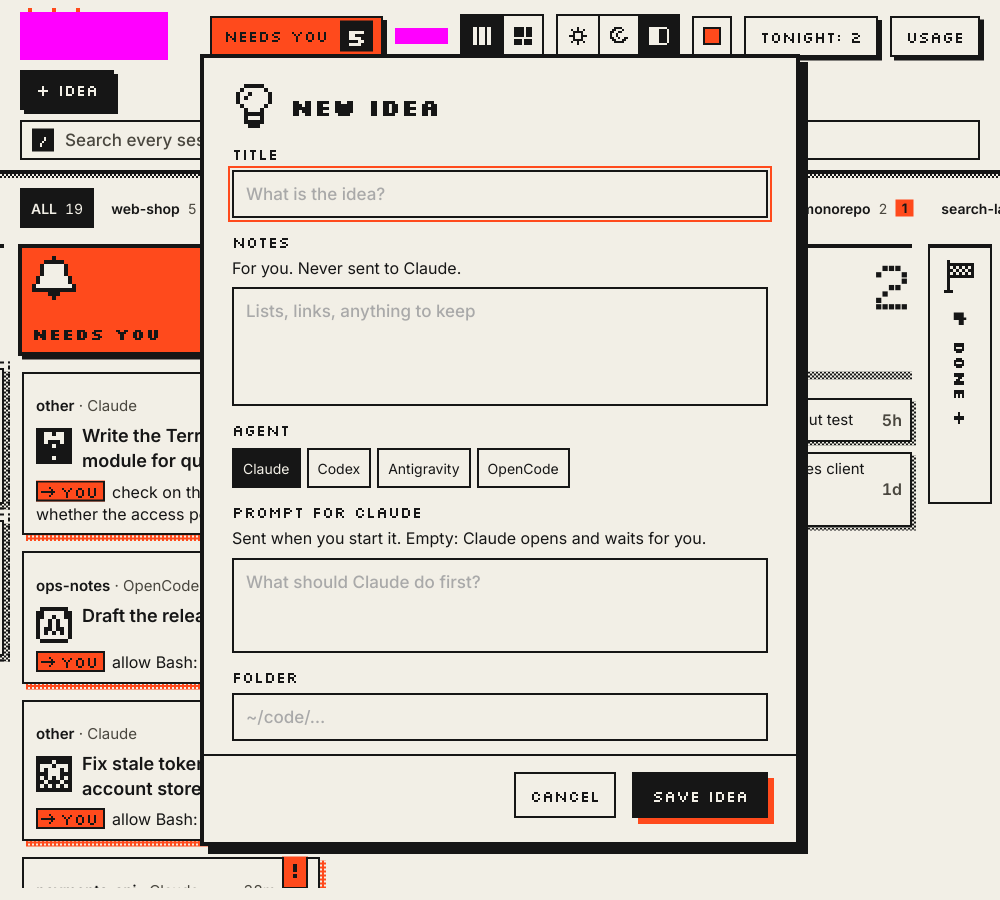 NEEDS YOU 5
TONIGHT: 2
USAGE
+ IDEA
/ Search every ses
ALL 19
web-shop 5
monorepo 2 1
search-la
NEEDS YOU
other · Claude
Write the Terr
module for qu
→ YOU check on th
whether the access p
ops-notes · OpenCode
Draft the relea
→ YOU allow Bash:
other · Claude
Fix stale token
account store
→ YOU allow Bash:
!
NEW IDEA
TITLE
What is the idea?
NOTES
For you. Never sent to Claude.
Lists, links, anything to keep
AGENT
Claude
Codex
Antigravity
OpenCode
PROMPT FOR CLAUDE
Sent when you start it. Empty: Claude opens and waits for you.
What should Claude do first?
FOLDER
~/code/...
CANCEL
SAVE IDEA
2
ut test 5h
es client
1d
4 DONE +